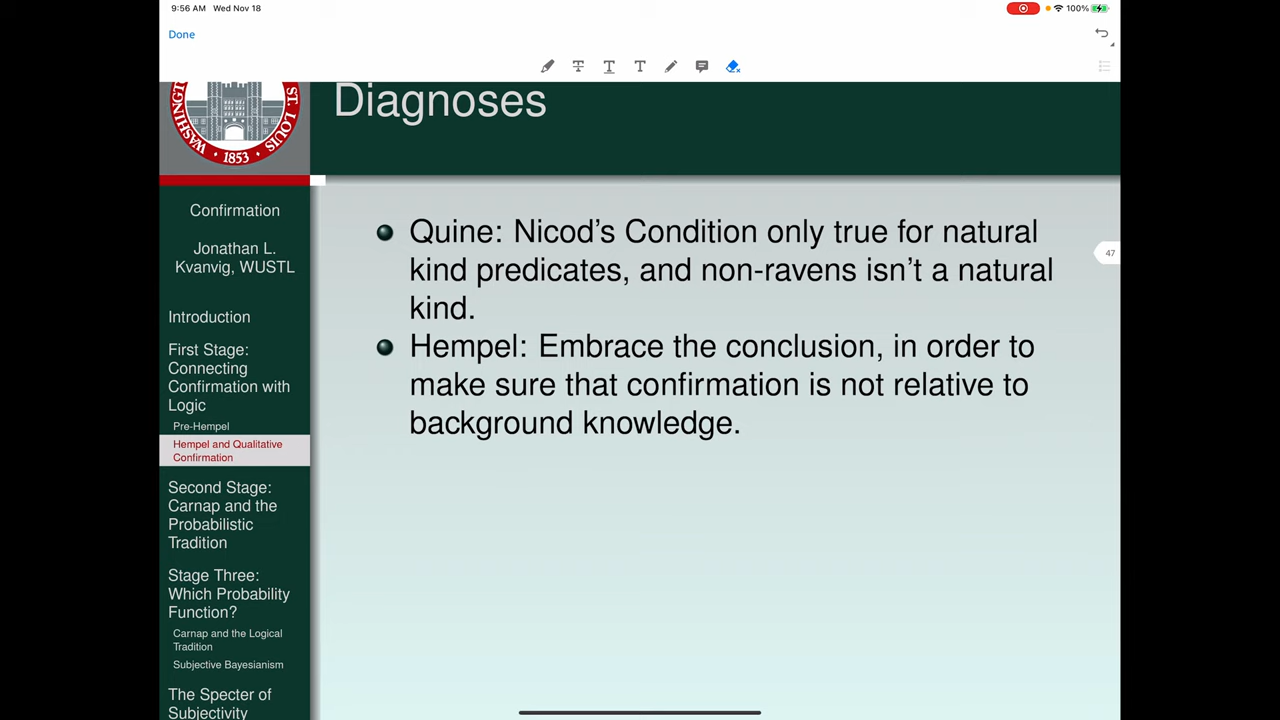 9:56 AM Wed Nov 18
100%
Done
Diagnoses
WASHINGTON
ST. LOUIS
1853
Confirmation
Jonathan L.
Kvanvig, WUSTL
Introduction
First Stage:
Connecting
Confirmation with
Logic
Pre-Hempel
Hempel and Qualitative
Confirmation
Second Stage:
Carnap and the
Probabilistic
Tradition
Stage Three:
Which Probability
Function?
Carnap and the Logical
Tradition
Subjective Bayesianism
The Specter of
Subjectivity
Quine: Nicod's Condition only true for natural
kind predicates, and non-ravens isn't a natural
kind.
Hempel: Embrace the conclusion, in order to
make sure that confirmation is not relative to
background knowledge.
47